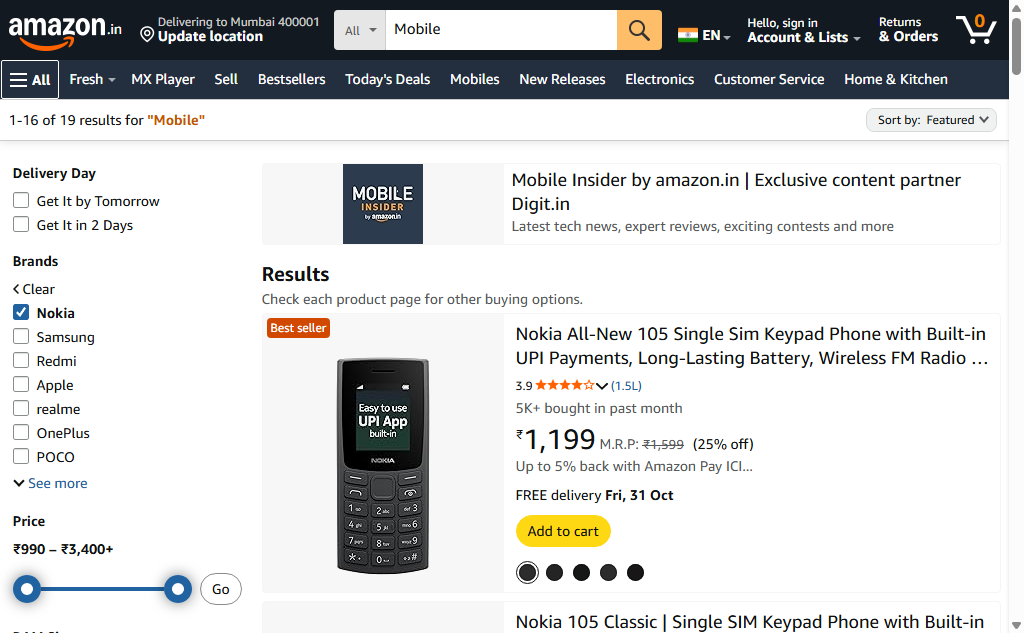 amazon.in
Delivering to Mumbai 400001
Update location
All
Mobile
EN
Hello, sign in
Account & Lists
Returns
& Orders
0
All
Fresh
MX Player
Sell
Bestsellers
Today's Deals
Mobiles
New Releases
Electronics
Customer Service
Home & Kitchen
1-16 of 19 results for "Mobile"
Sort by: Featured
Delivery Day
Get It by Tomorrow
Get It in 2 Days
Brands
Clear
Nokia
Samsung
Redmi
Apple
realme
OnePlus
POCO
See more
Price
₹990 – ₹3,400+
Go
MOBILE
INSIDER
by amazon.in
Mobile Insider by amazon.in | Exclusive content partner
Digit.in
Latest tech news, expert reviews, exciting contests and more
Results
Check each product page for other buying options.
Best seller
Easy to use
UPI App
built-in
NOKIA
Nokia All-New 105 Single Sim Keypad Phone with Built-in
UPI Payments, Long-Lasting Battery, Wireless FM Radio …
3.9 (1.5L)
5K+ bought in past month
₹1,199 M.R.P: ₹1,599 (25% off)
Up to 5% back with Amazon Pay ICI…
FREE delivery Fri, 31 Oct
Add to cart
Nokia 105 Classic | Single SIM Keypad Phone with Built-in